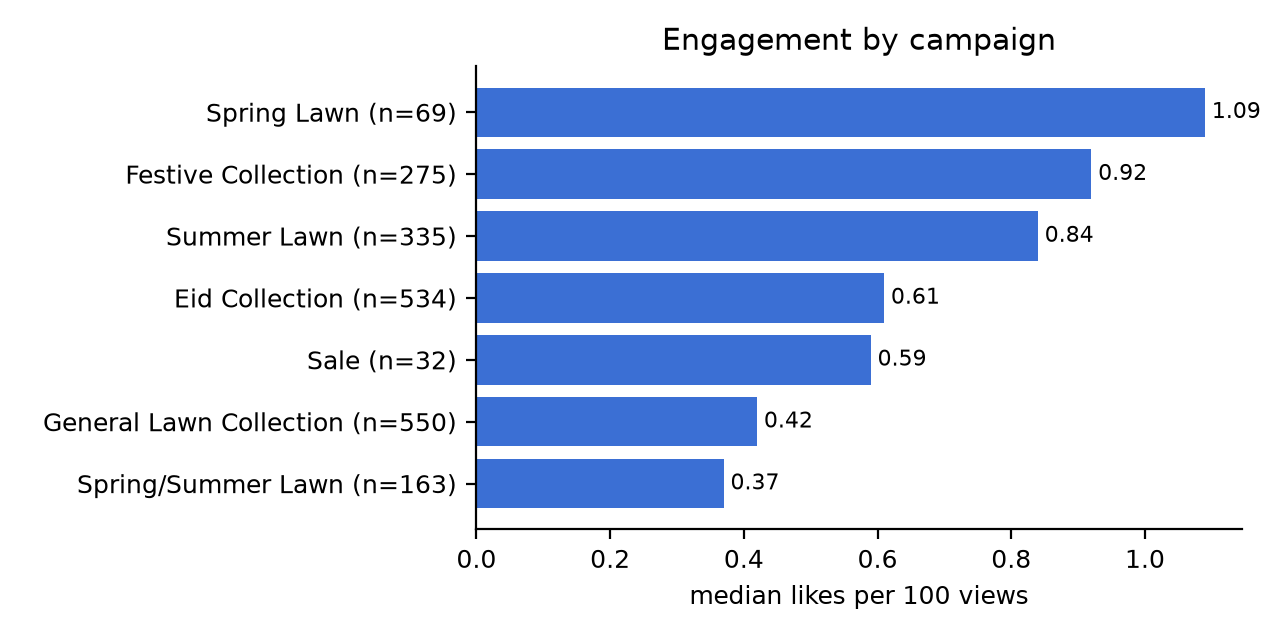 Engagement by campaign
Spring Lawn (n=69) 1.09
Festive Collection (n=275) 0.92
Summer Lawn (n=335) 0.84
Eid Collection (n=534) 0.61
Sale (n=32) 0.59
General Lawn Collection (n=550) 0.42
Spring/Summer Lawn (n=163) 0.37
0.0 0.2 0.4 0.6 0.8 1.0
median likes per 100 views